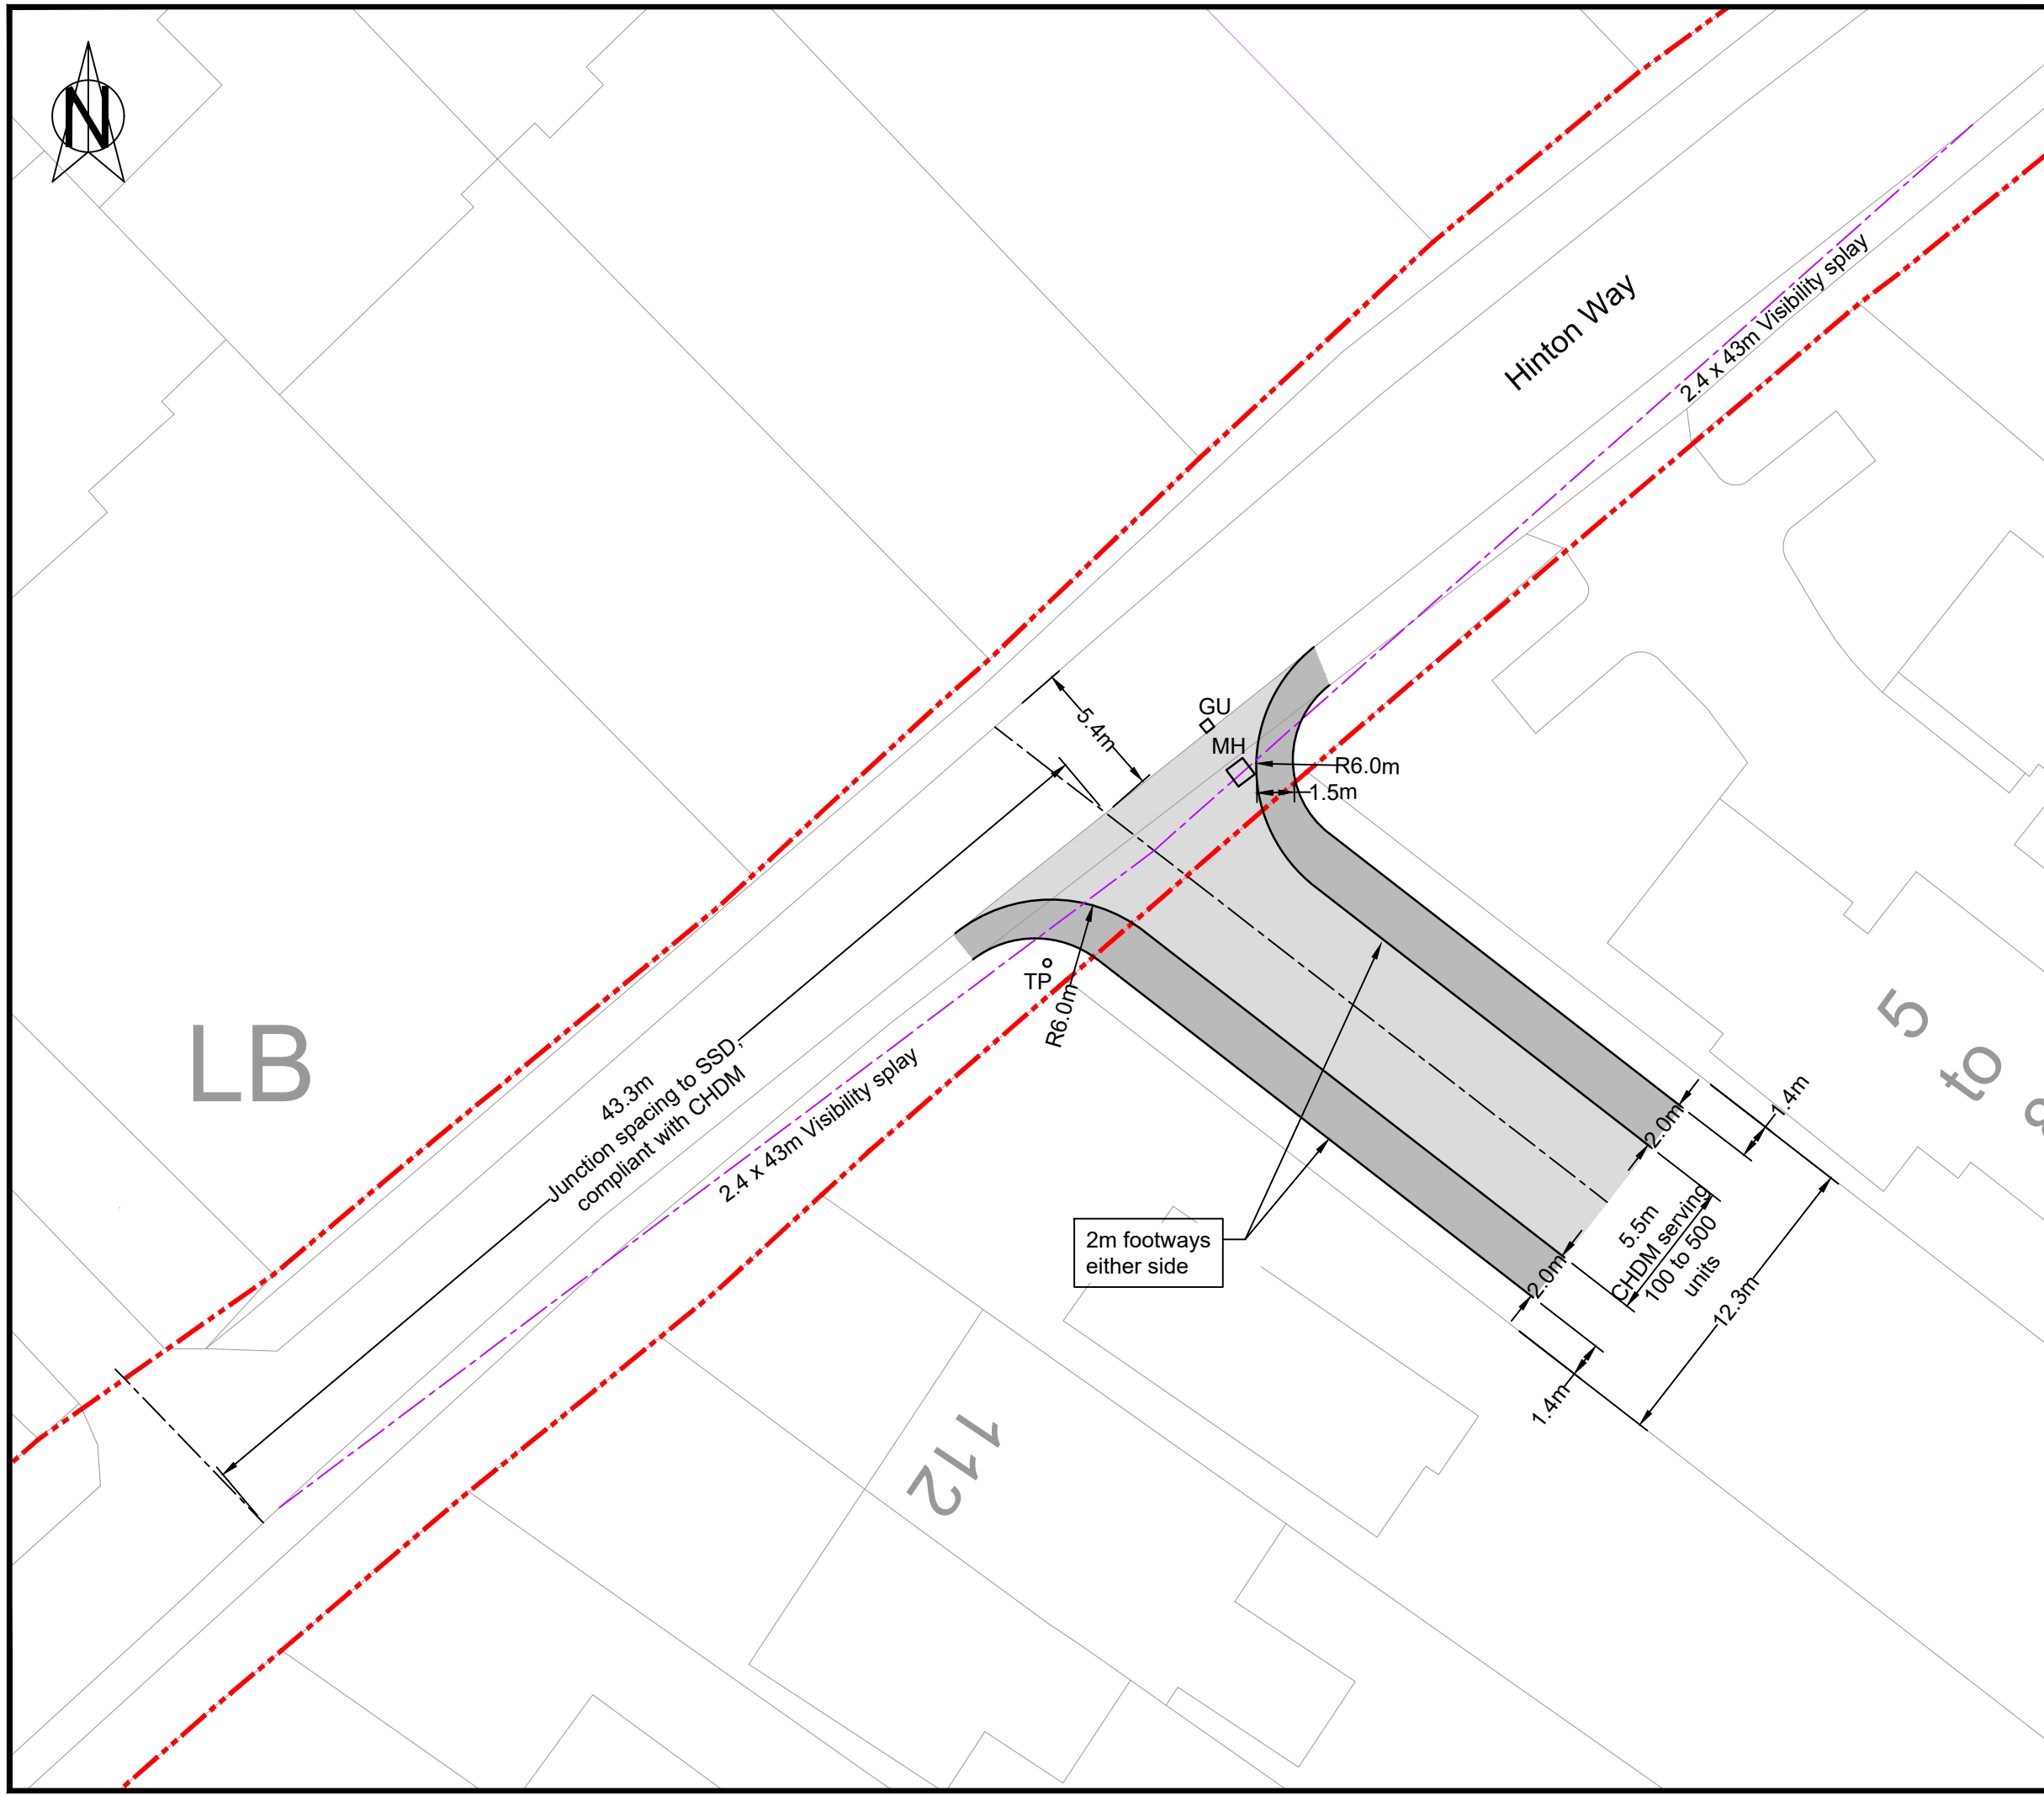 N
Hinton Way
2.4 x 43m Visibility splay
GU
5.4m
MH
R6.0m
1.5m
TP
R6.0m
LB
43.3m
Junction spacing to SSD,
compliant with CHDM
2.4 x 43m Visibility splay
5
to
1.4m
2.0m
2m footways
either side
5.5m
CHDM serving
100 to 500
units
2.0m
12.3m
1.4m
112